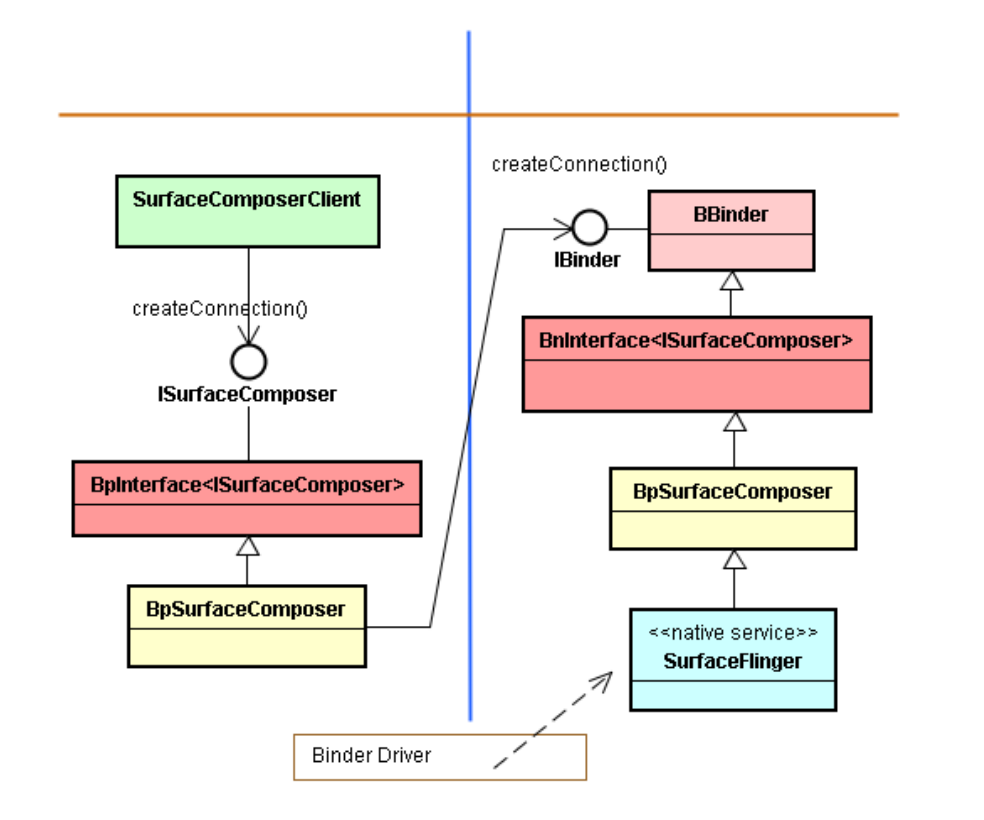 createConnection()
SurfaceComposerClient
BBinder
IBinder
createConnection()
BnInterface<ISurfaceComposer>
ISurfaceComposer
BpInterface<ISurfaceComposer>
BpSurfaceComposer
BpSurfaceComposer
<<native service>>
SurfaceFlinger
Binder Driver